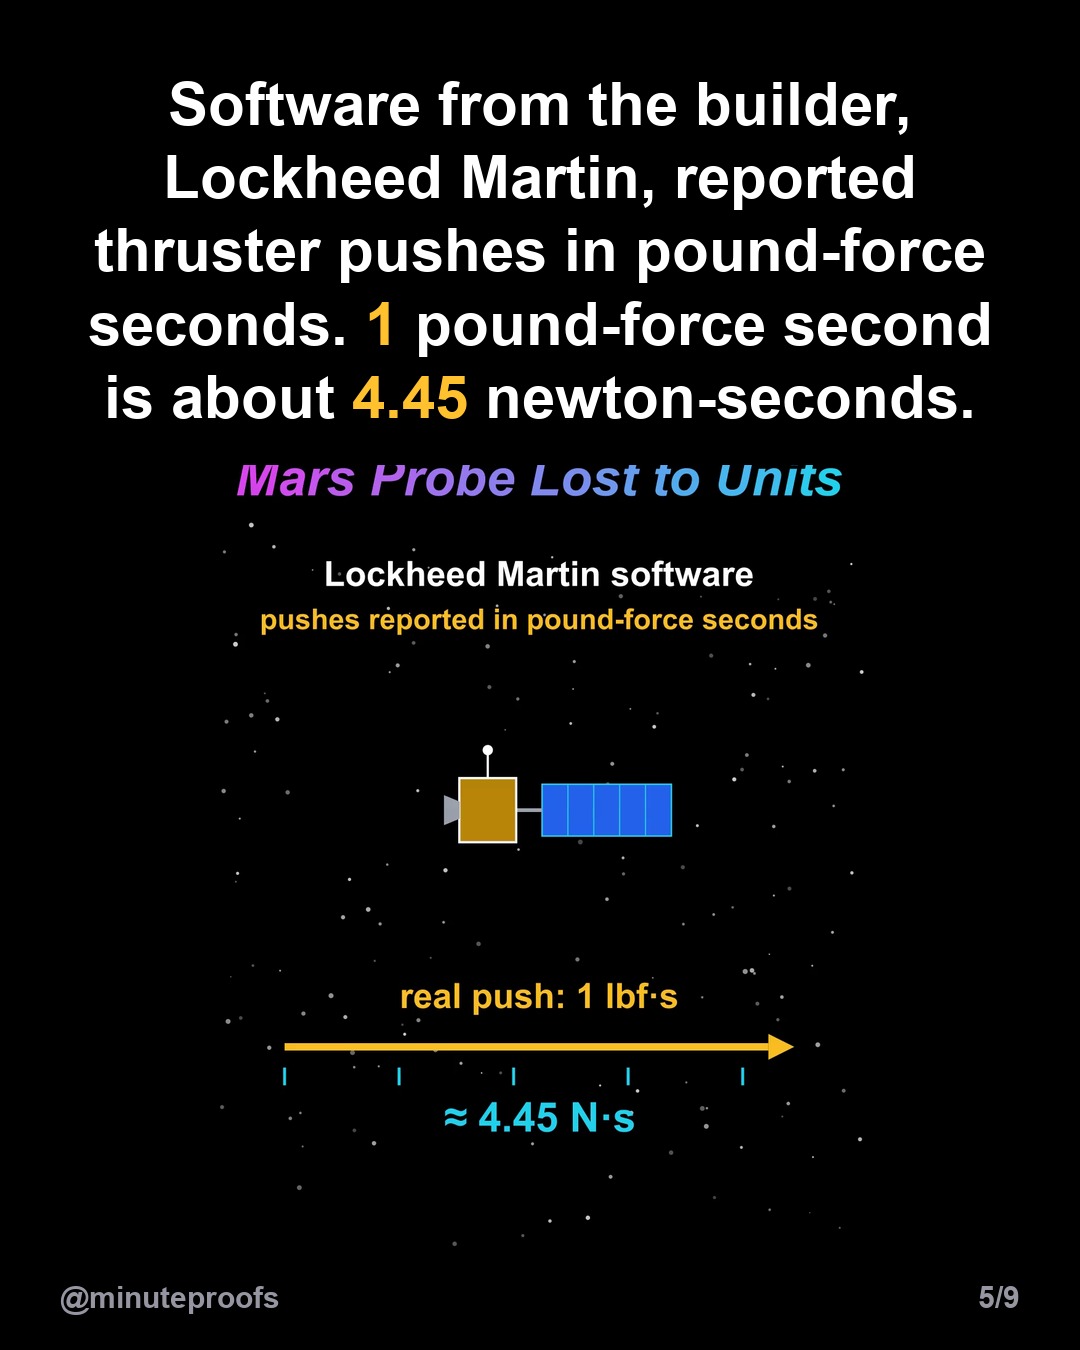 Software from the builder,
Lockheed Martin, reported
thruster pushes in pound-force
seconds. 1 pound-force second
is about 4.45 newton-seconds.
Mars Probe Lost to Units
Lockheed Martin software
pushes reported in pound-force seconds
real push: 1 lbf·s
≈ 4.45 N·s
@minuteproofs
5/9